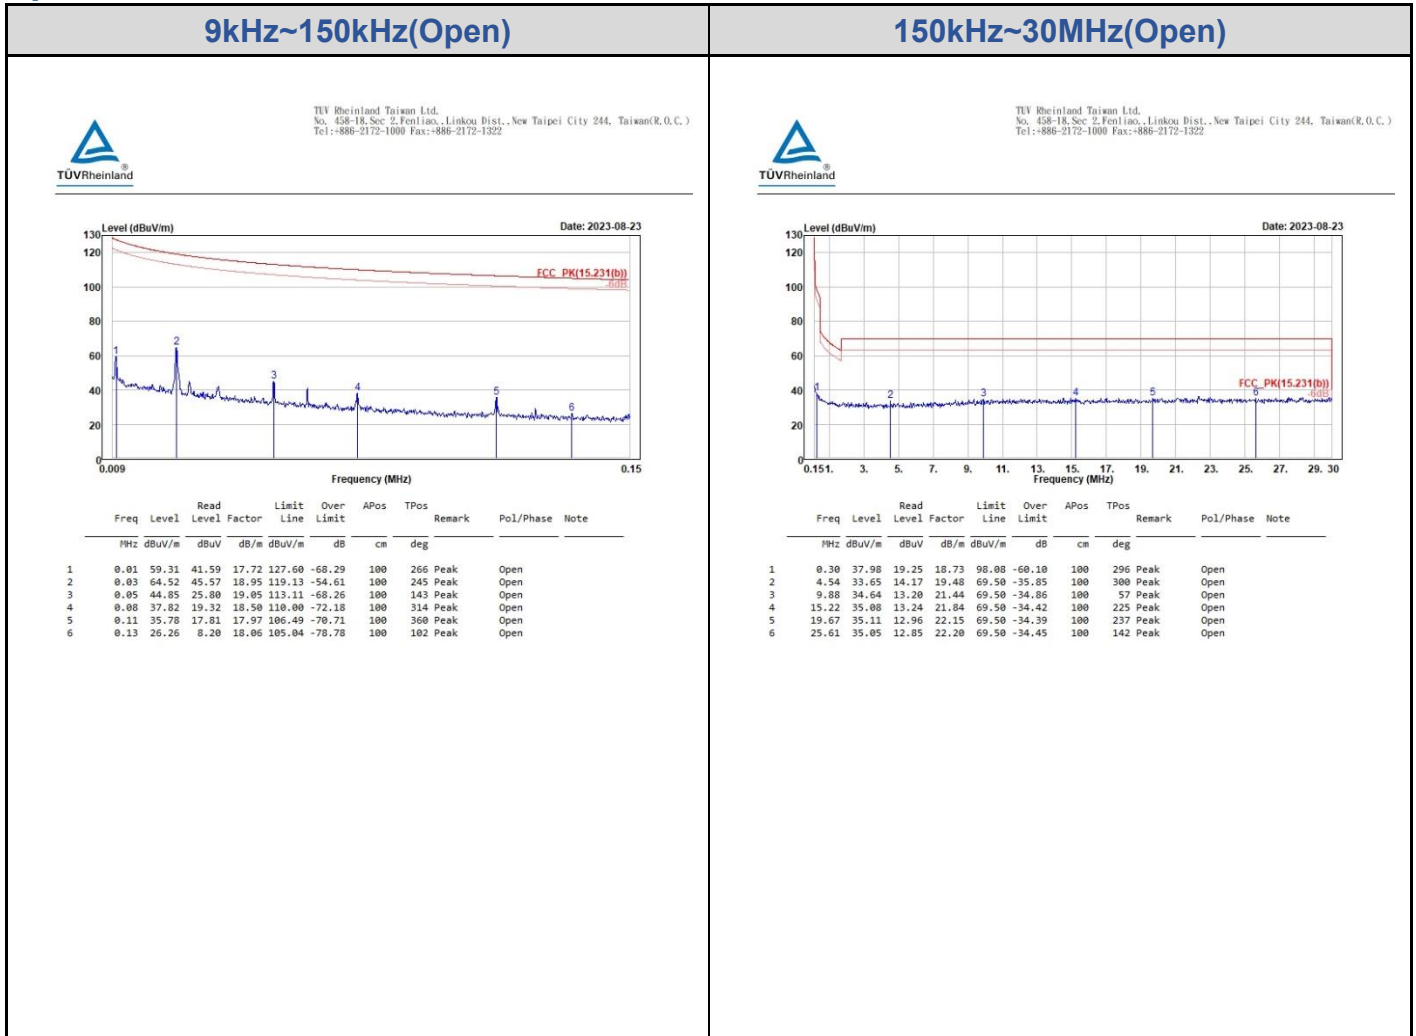 9kHz~150kHz(Open)
150kHz~30MHz(Open)
TUV Rheinland Taiwan Ltd.
No. 458-18,Sec 2,Fenliao.,Linkou Dist.,New Taipei City 244, Taiwan(R.O.C.)
Tel:+886-2172-1000 Fax:+886-2172-1322
TÜVRheinland
®
Level (dBuV/m)
Date: 2023-08-23
130
120
100
80
60
40
20
0
FCC_PK(15.231(b))
-6dB
1
2
3
4
5
6
0.009
0.15
Frequency (MHz)
Read Limit Over APos TPos
Freq Level Level Factor Line Limit Remark Pol/Phase Note
MHz dBuV/m dBuV dB/m dBuV/m dB cm deg
1 0.01 59.31 41.59 17.72 127.60 -68.29 100 266 Peak Open
2 0.03 64.52 45.57 18.95 119.13 -54.61 100 245 Peak Open
3 0.05 44.85 25.80 19.05 113.11 -68.26 100 143 Peak Open
4 0.08 37.82 19.32 18.50 110.00 -72.18 100 314 Peak Open
5 0.11 35.78 17.81 17.97 106.49 -70.71 100 360 Peak Open
6 0.13 26.26 8.20 18.06 105.04 -78.78 100 102 Peak Open
TUV Rheinland Taiwan Ltd.
No. 458-18,Sec 2,Fenliao.,Linkou Dist.,New Taipei City 244, Taiwan(R.O.C.)
Tel:+886-2172-1000 Fax:+886-2172-1322
TÜVRheinland
®
Level (dBuV/m)
Date: 2023-08-23
130
120
100
80
60
40
20
0
FCC_PK(15.231(b))
-6dB
1
2
3
4
5
6
0.151. 3. 5. 7. 9. 11. 13. 15. 17. 19. 21. 23. 25. 27. 29. 30
Frequency (MHz)
Read Limit Over APos TPos
Freq Level Level Factor Line Limit Remark Pol/Phase Note
MHz dBuV/m dBuV dB/m dBuV/m dB cm deg
1 0.30 37.98 19.25 18.73 98.08 -60.10 100 296 Peak Open
2 4.54 33.65 14.17 19.48 69.50 -35.85 100 300 Peak Open
3 9.88 34.64 13.20 21.44 69.50 -34.86 100 57 Peak Open
4 15.22 35.08 13.24 21.84 69.50 -34.42 100 225 Peak Open
5 19.67 35.11 12.96 22.15 69.50 -34.39 100 237 Peak Open
6 25.61 35.05 12.85 22.20 69.50 -34.45 100 142 Peak Open